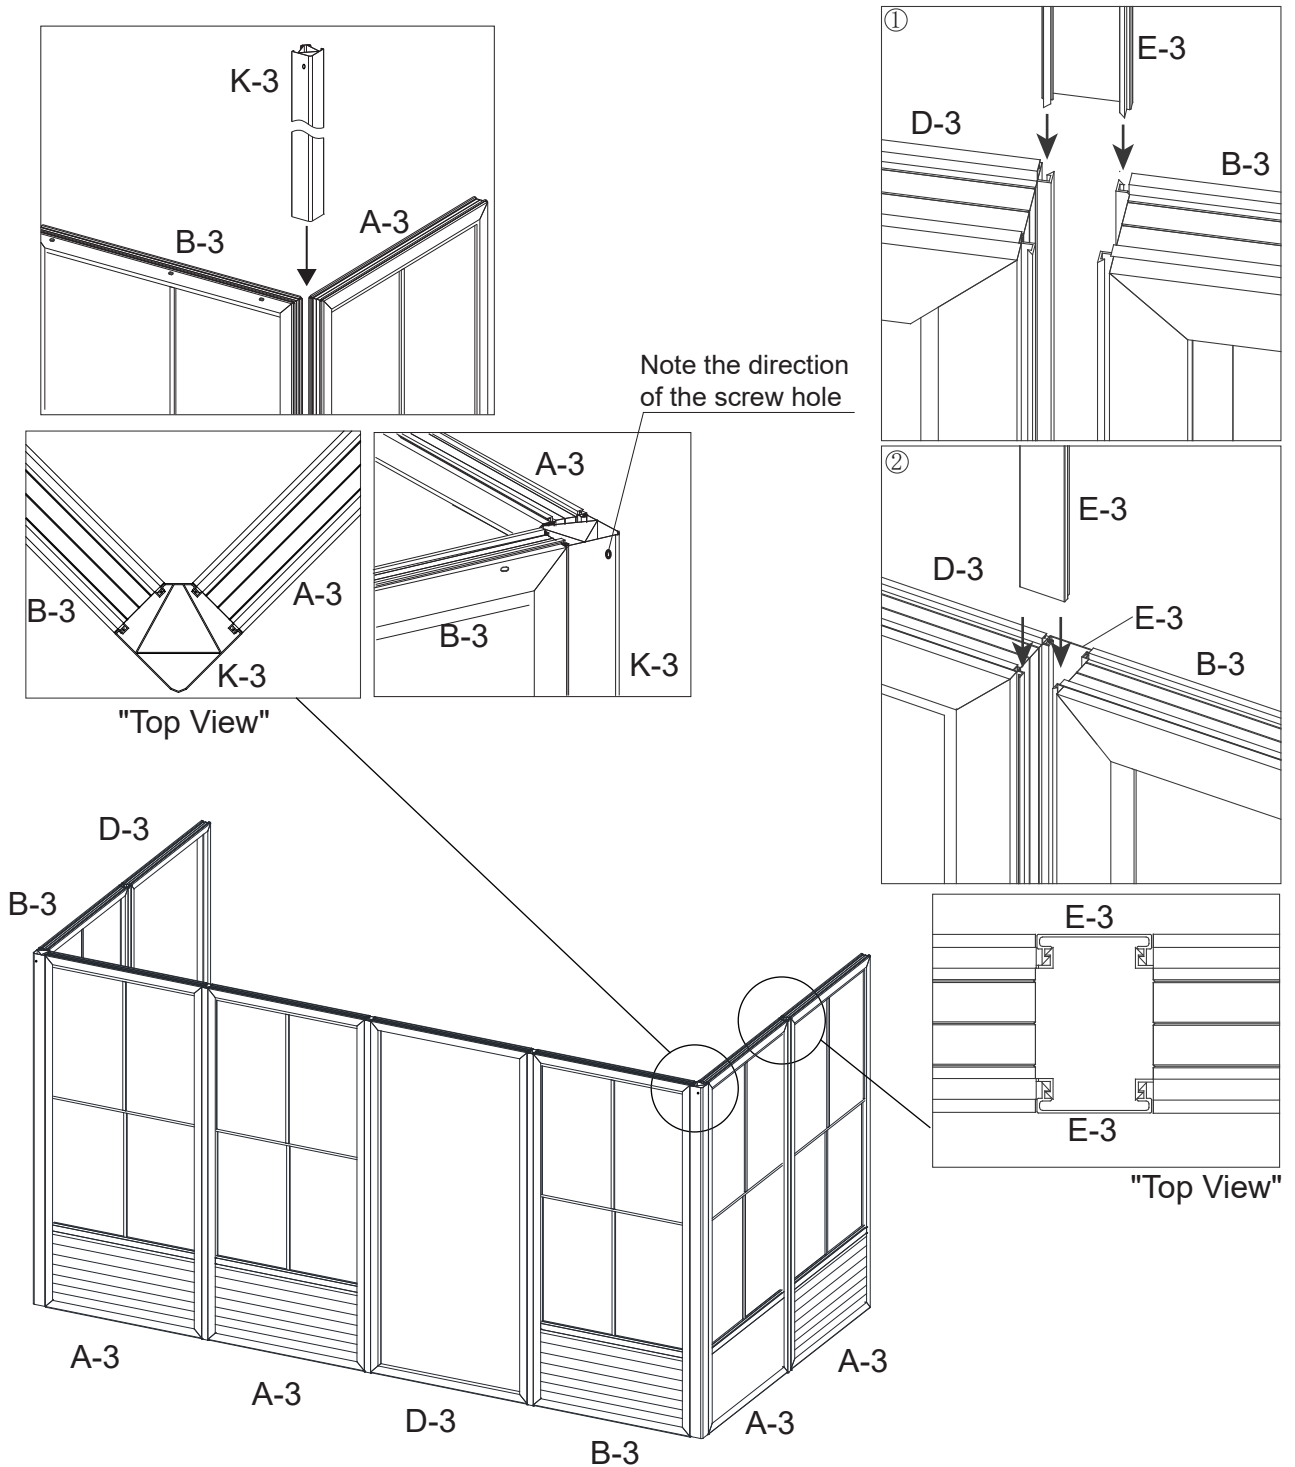 K-3
B-3
A-3
Note the direction
of the screw hole
B-3
A-3
K-3
"Top View"
A-3
B-3
K-3
①
E-3
D-3
B-3
②
E-3
D-3
E-3
B-3
E-3
E-3
"Top View"
D-3
B-3
A-3
A-3
D-3
B-3
A-3
A-3